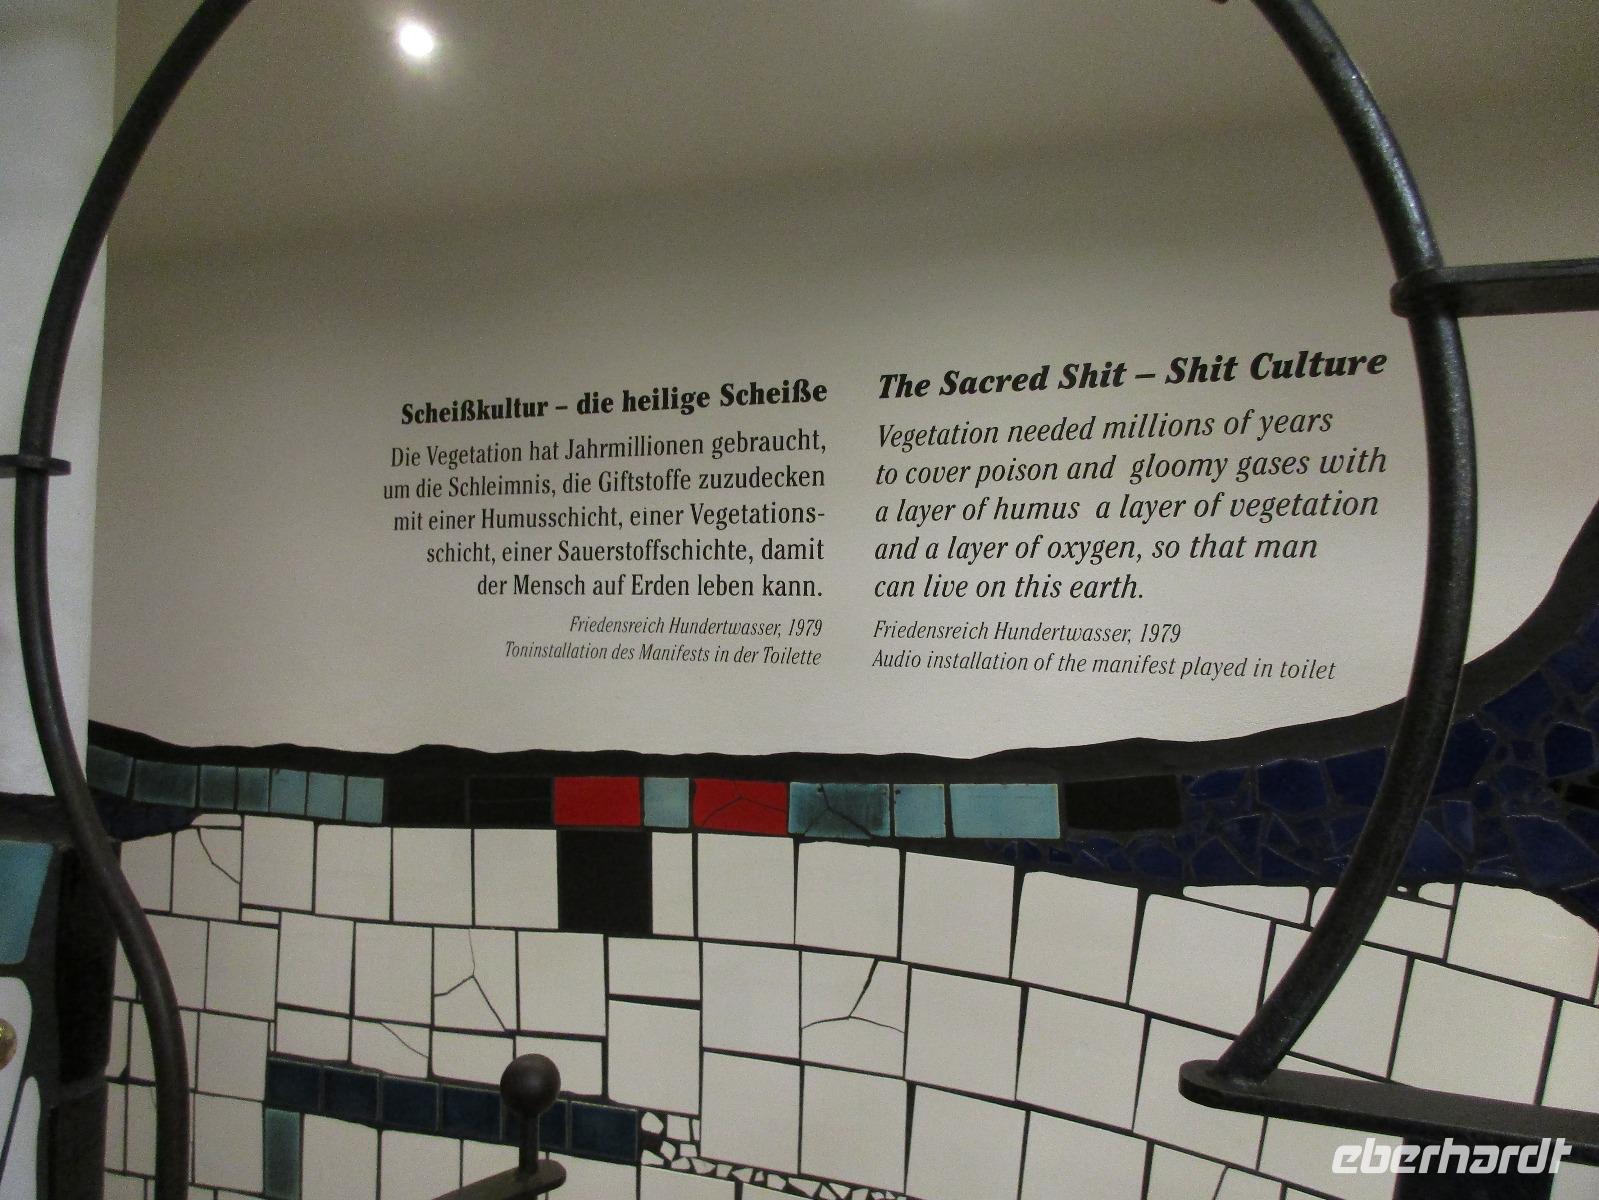 Scheißkultur – die heilige Scheiße
Die Vegetation hat Jahrmillionen gebraucht,
um die Schleimnis, die Giftstoffe zuzudecken
mit einer Humusschicht, einer Vegetations-
schicht, einer Sauerstoffschichte, damit
der Mensch auf Erden leben kann.
Friedensreich Hundertwasser, 1979
Toninstallation des Manifests in der Toilette
The Sacred Shit – Shit Culture
Vegetation needed millions of years
to cover poison and gloomy gases with
a layer of humus a layer of vegetation
and a layer of oxygen, so that man
can live on this earth.
Friedensreich Hundertwasser, 1979
Audio installation of the manifest played in toilet
eberhardt